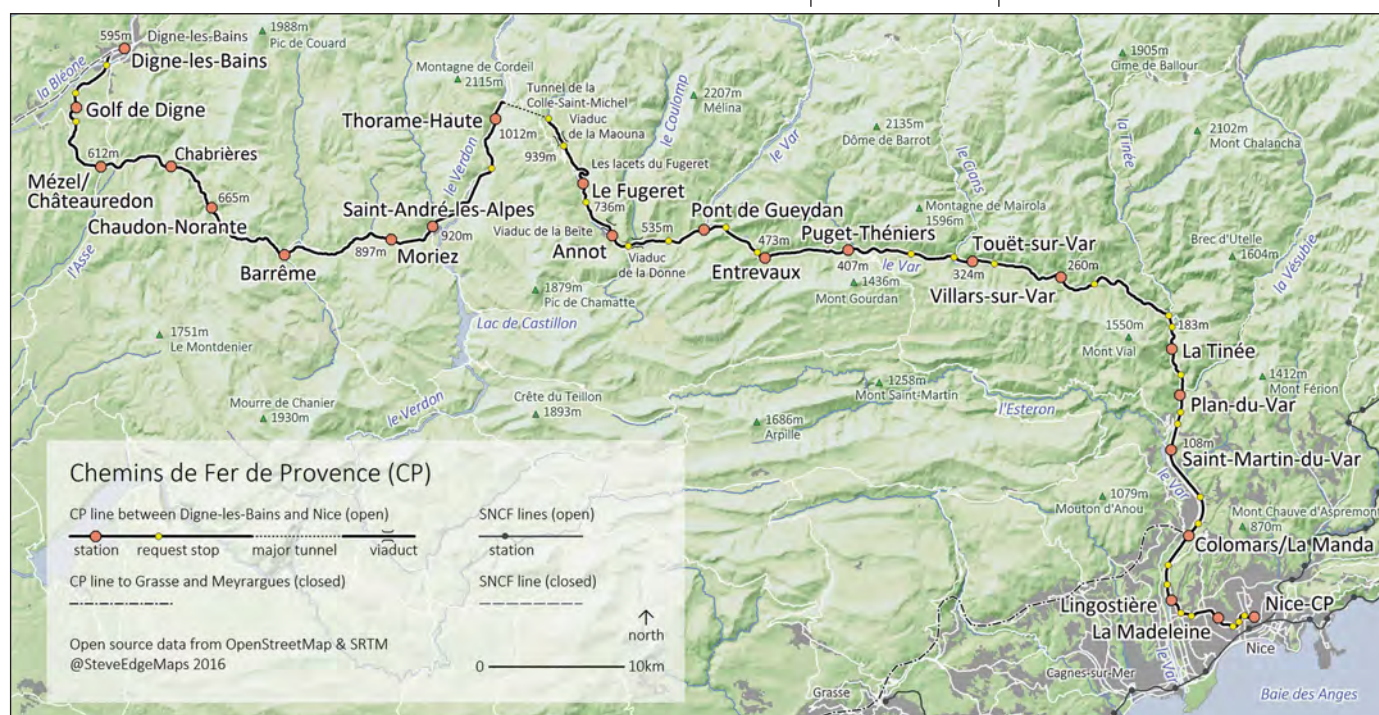 1988m
Pic de Couard
595m
Digne-les-Bains
Digne-les-Bains
la Bléone
Golf de Digne
612m
Mézel/
Châteauredon
Chabrières
665m
Chaudon-Norante
l'Asse
Barrême
897m
Moriez
Saint-André-les-Alpes
920m
le Verdon
Thorame-Haute
1012m
Montagne de Cordeil
2115m
Tunnel de la
Colle-Saint-Michel
Viaduc
de la Maouna
939m
Les lacets du Fugeret
Le Fugeret
736m
Viaduc de la Beïte
Annot
535m
Viaduc
de la Donne
le Coulomp
2207m
Mélina
le Var
Pont de Gueydan
473m
Entrevaux
Puget-Théniers
407m
le Var
2135m
Dôme de Barrot
le Cians
Montagne de Mairola
1596m
Touët-sur-Var
324m
Villars-sur-Var
260m
1905m
Cime de Ballour
la Tinée
2102m
Mont Chalancha
Brec d'Utelle
1604m
la Vésubie
1436m
Mont Gourdan
1879m
Pic de Chamatte
Lac de Castillon
1751m
Le Montdenier
Mourre de Chanier
1930m
le Verdon
Crête du Teillon
1893m
1258m
Mont Saint-Martin
1686m
Arpille
l'Esteron
183m
1550m
Mont Vial
La Tinée
1412m
Mont Férion
Plan-du-Var
108m
Saint-Martin-du-Var
le Var
1079m
Mouton d'Anou
Mont Chauve d'Aspremont
870m
Colomars/La Manda
Lingostière
La Madeleine
Nice-CP
Nice
le Var
Cagnes-sur-Mer
Grasse
Baie des Anges
Chemins de Fer de Provence (CP)
CP line between Digne-les-Bains and Nice (open)
station request stop major tunnel viaduct
CP line to Grasse and Meyrargues (closed)
SNCF lines (open)
station
SNCF line (closed)
north
0 10km
Open source data from OpenStreetMap & SRTM
@SteveEdgeMaps 2016